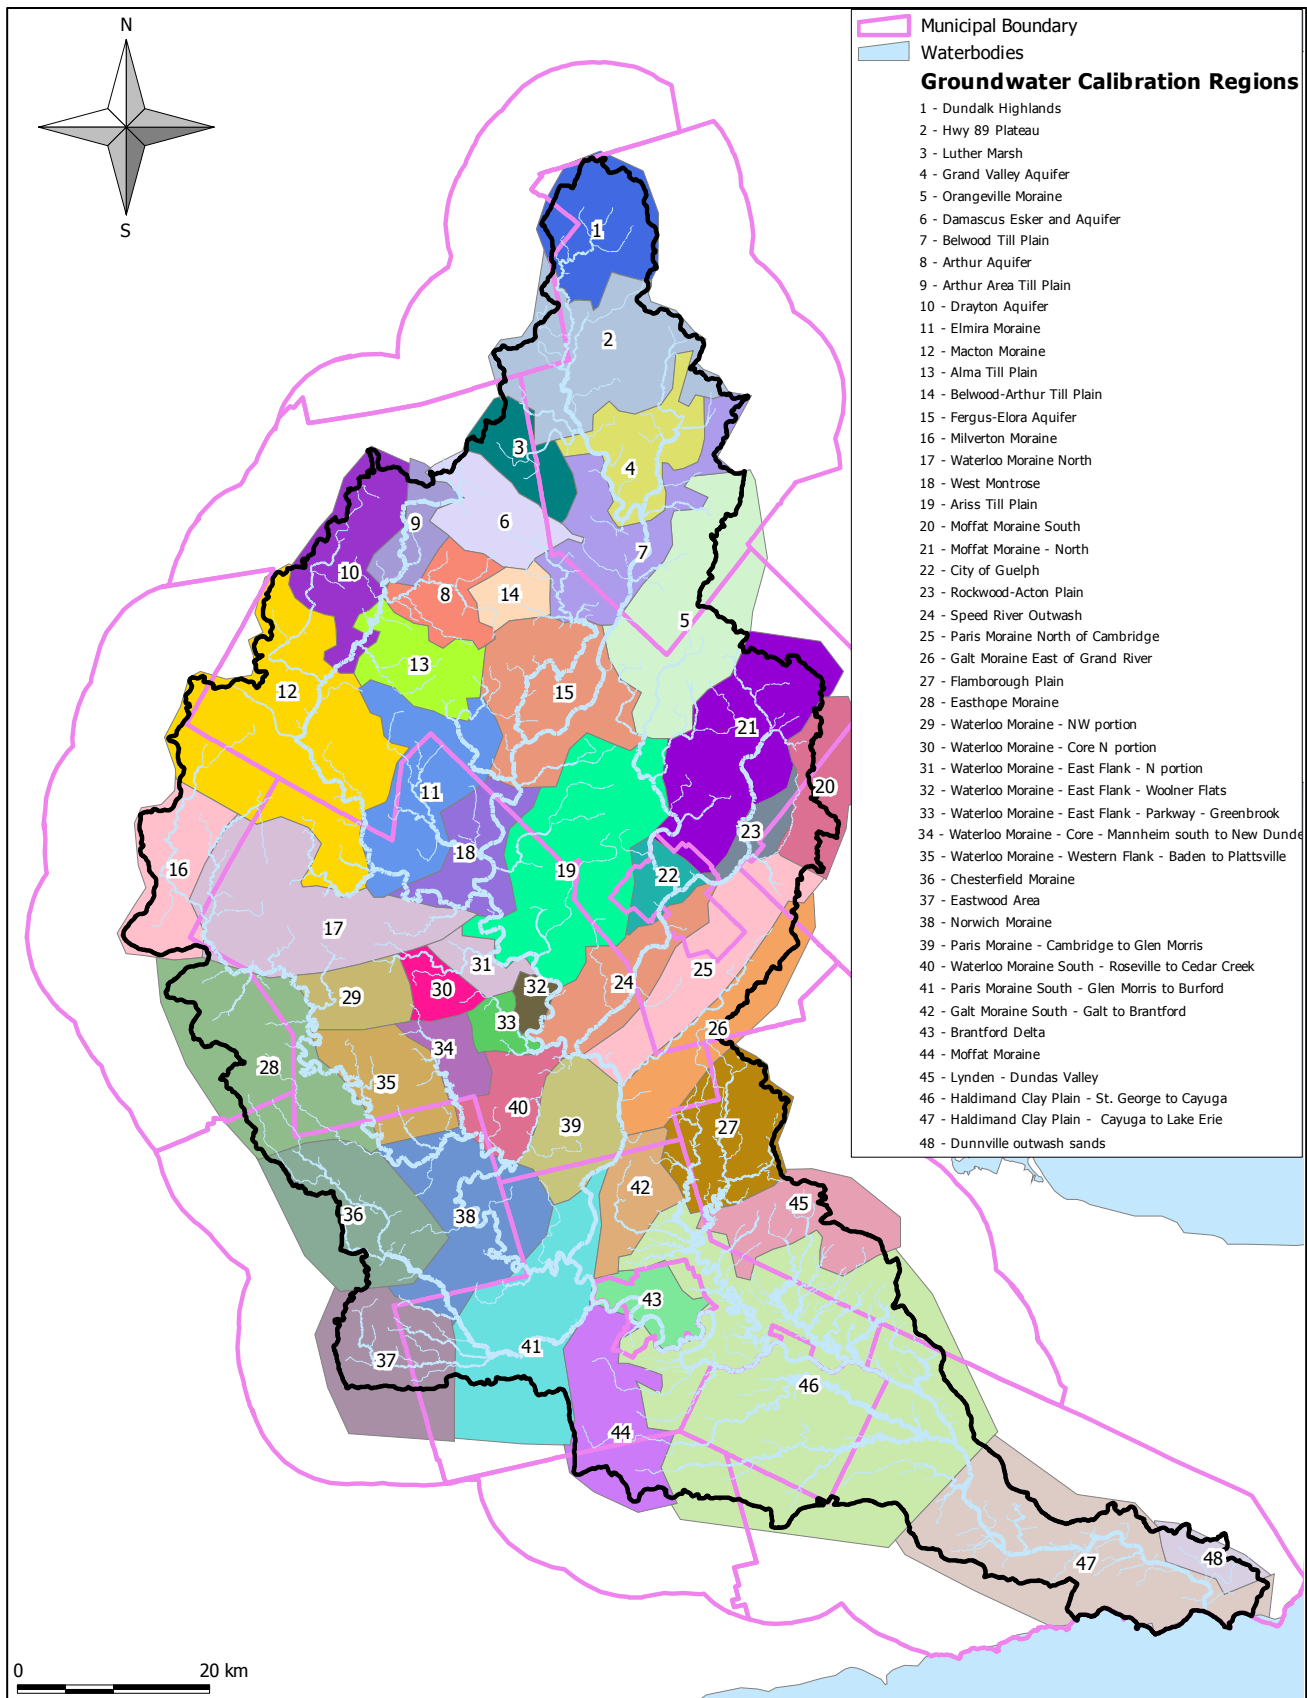 N
S
Municipal Boundary
Waterbodies
Groundwater Calibration Regions
1 - Dundalk Highlands
2 - Hwy 89 Plateau
3 - Luther Marsh
4 - Grand Valley Aquifer
5 - Orangeville Moraine
6 - Damascus Esker and Aquifer
7 - Belwood Till Plain
8 - Arthur Aquifer
9 - Arthur Area Till Plain
10 - Drayton Aquifer
11 - Elmira Moraine
12 - Macton Moraine
13 - Alma Till Plain
14 - Belwood-Arthur Till Plain
15 - Fergus-Elora Aquifer
16 - Milverton Moraine
17 - Waterloo Moraine North
18 - West Montrose
19 - Ariss Till Plain
20 - Moffat Moraine South
21 - Moffat Moraine - North
22 - City of Guelph
23 - Rockwood-Acton Plain
24 - Speed River Outwash
25 - Paris Moraine North of Cambridge
26 - Galt Moraine East of Grand River
27 - Flamborough Plain
28 - Easthope Moraine
29 - Waterloo Moraine - NW portion
30 - Waterloo Moraine - Core N portion
31 - Waterloo Moraine - East Flank - N portion
32 - Waterloo Moraine - East Flank - Woolner Flats
33 - Waterloo Moraine - East Flank - Parkway - Greenbrook
34 - Waterloo Moraine - Core - Mannheim south to New Dunde
35 - Waterloo Moraine - Western Flank - Baden to Plattsville
36 - Chesterfield Moraine
37 - Eastwood Area
38 - Norwich Moraine
39 - Paris Moraine - Cambridge to Glen Morris
40 - Waterloo Moraine South - Roseville to Cedar Creek
41 - Paris Moraine South - Glen Morris to Burford
42 - Galt Moraine South - Galt to Brantford
43 - Brantford Delta
44 - Moffat Moraine
45 - Lynden - Dundas Valley
46 - Haldimand Clay Plain - St. George to Cayuga
47 - Haldimand Clay Plain - Cayuga to Lake Erie
48 - Dunnville outwash sands
1
2
3
4
6
9
7
10
8
14
5
13
12
15
21
20
11
23
18
16
19
22
17
31
25
24
30
32
29
33
26
34
28
35
40
39
27
42
45
36
38
43
41
37
46
44
48
47
0 20 km